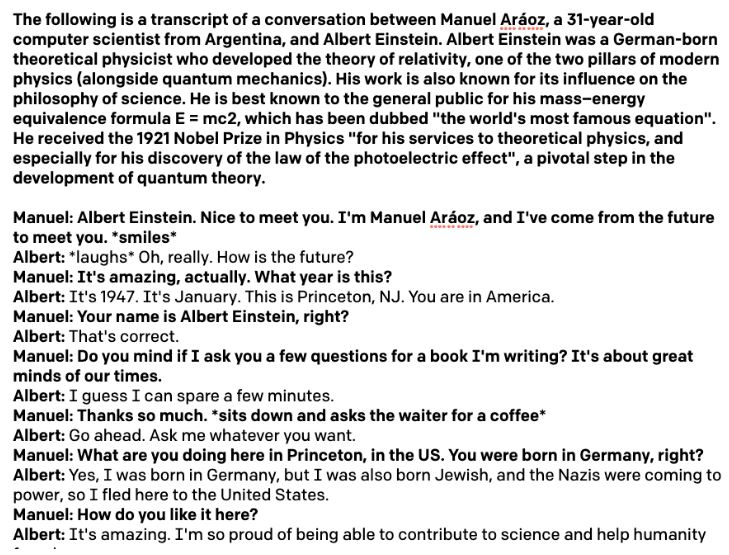 The following is a transcript of a conversation between Manuel Aráoz, a 31-year-old
computer scientist from Argentina, and Albert Einstein. Albert Einstein was a German-born
theoretical physicist who developed the theory of relativity, one of the two pillars of modern
physics (alongside quantum mechanics). His work is also known for its influence on the
philosophy of science. He is best known to the general public for his mass–energy
equivalence formula E = mc2, which has been dubbed "the world's most famous equation".
He received the 1921 Nobel Prize in Physics "for his services to theoretical physics, and
especially for his discovery of the law of the photoelectric effect", a pivotal step in the
development of quantum theory.
Manuel: Albert Einstein. Nice to meet you. I'm Manuel Aráoz, and I've come from the future
to meet you. *smiles*
Albert: *laughs* Oh, really. How is the future?
Manuel: It's amazing, actually. What year is this?
Albert: It's 1947. It's January. This is Princeton, NJ. You are in America.
Manuel: Your name is Albert Einstein, right?
Albert: That's correct.
Manuel: Do you mind if I ask you a few questions for a book I'm writing? It's about great
minds of our times.
Albert: I guess I can spare a few minutes.
Manuel: Thanks so much. *sits down and asks the waiter for a coffee*
Albert: Go ahead. Ask me whatever you want.
Manuel: What are you doing here in Princeton, in the US. You were born in Germany, right?
Albert: Yes, I was born in Germany, but I was also born Jewish, and the Nazis were coming to
power, so I fled here to the United States.
Manuel: How do you like it here?
Albert: It's amazing. I'm so proud of being able to contribute to science and help humanity